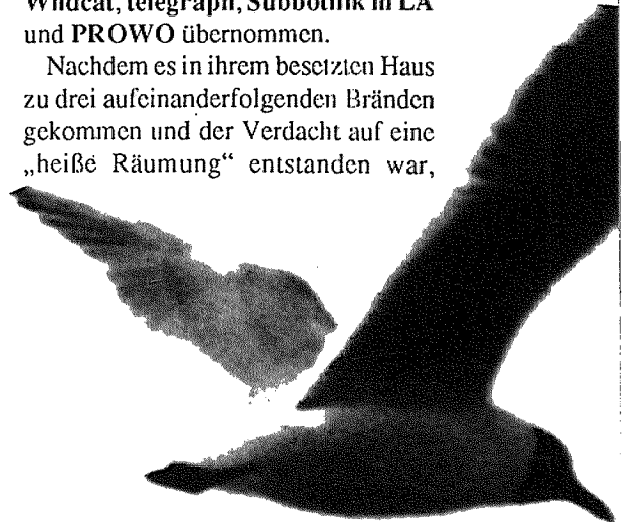 Wildcat, telegraph, Subbotnik in LA
und PROWO übernommen.
Nachdem es in ihrem besetzten Haus
zu drei aufeinanderfolgenden Bränden
gekommen und der Verdacht auf eine
„heiße Räumung“ entstanden war,